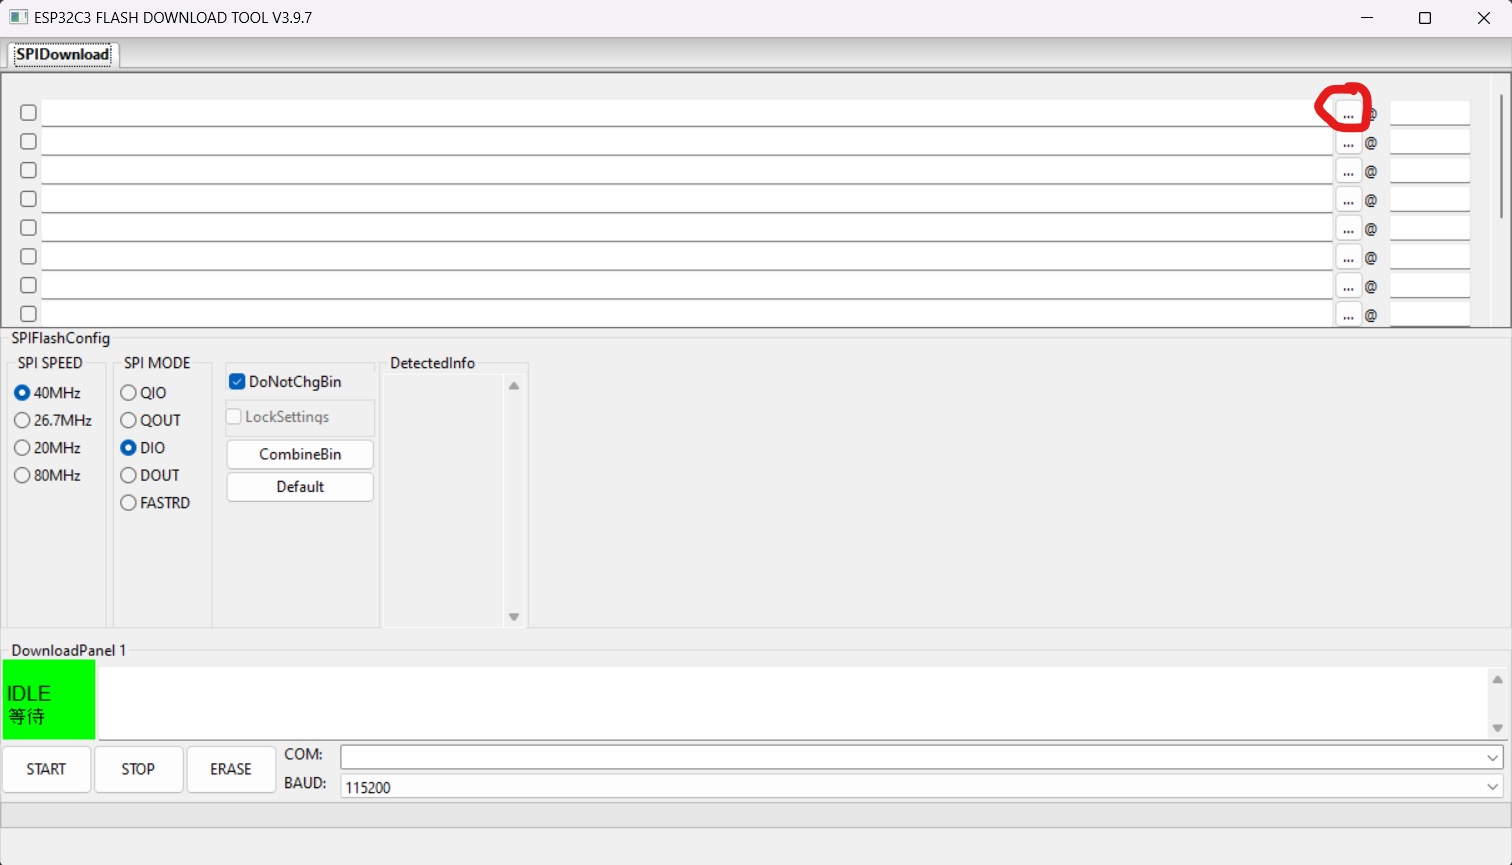 ESP32C3 FLASH DOWNLOAD TOOL V3.9.7
SPIDownload
... @
... @
... @
... @
... @
... @
... @
... @
SPIFlashConfig
SPI SPEED
40MHz
26.7MHz
20MHz
80MHz
SPI MODE
QIO
QOUT
DIO
DOUT
FASTRD
DoNotChgBin
LockSettings
CombineBin
Default
DetectedInfo
DownloadPanel 1
IDLE
等待
START STOP ERASE
COM:
BAUD: 115200